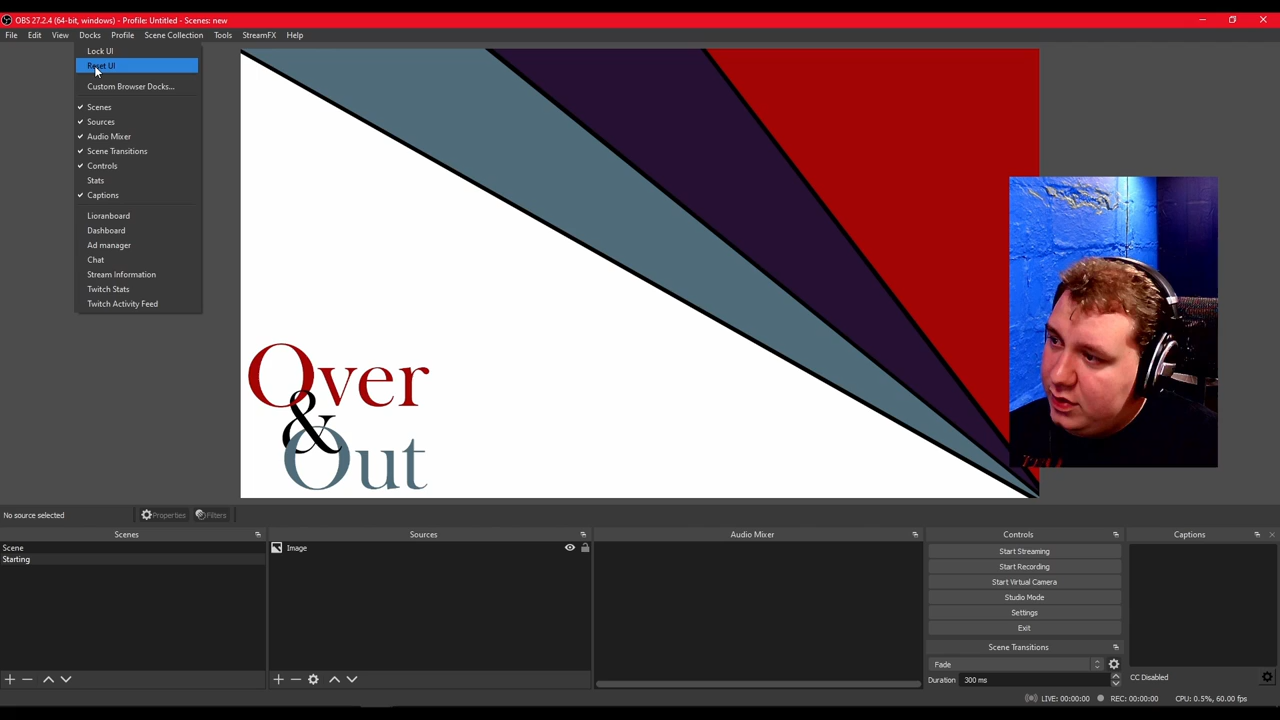 OBS 27.2.4 (64-bit, windows) - Profile: Untitled - Scenes: new
File Edit View Docks Profile Scene Collection Tools StreamFX Help
Lock UI
Reset UI
Custom Browser Docks...
Scenes
Sources
Audio Mixer
Scene Transitions
Controls
Stats
Captions
Lioranboard
Dashboard
Ad manager
Chat
Stream Information
Twitch Stats
Twitch Activity Feed
Over
&
Out
No source selected Properties Filters
Scenes Sources Audio Mixer Controls Captions
Scene
Starting
Image
Start Streaming
Start Recording
Start Virtual Camera
Studio Mode
Settings
Exit
Scene Transitions
Fade
Duration 300 ms
CC Disabled
LIVE: 00:00:00 REC: 00:00:00 CPU: 0.5%, 60.00 fps